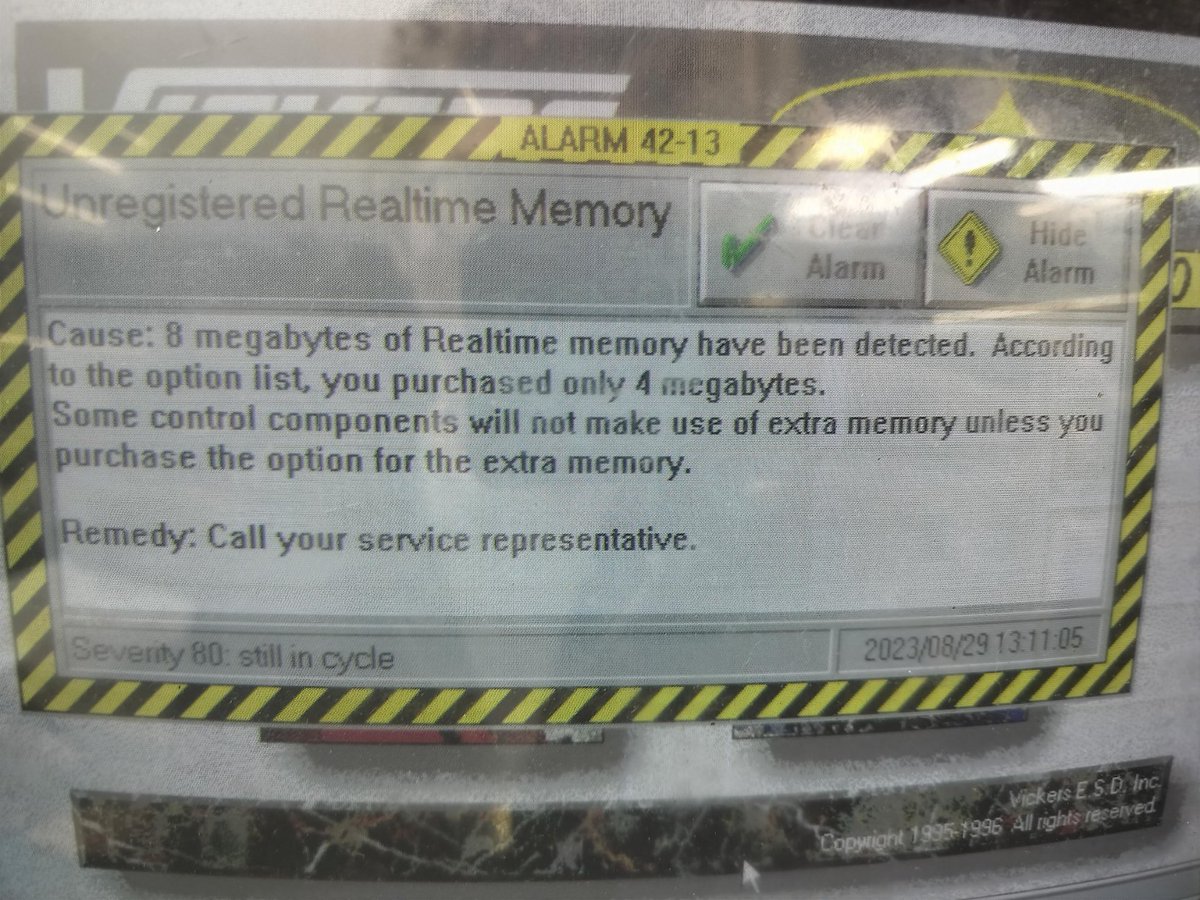 ALARM 42-13
Unregistered Realtime Memory
Clear
Alarm
Hide
Alarm
Cause: 8 megabytes of Realtime memory have been detected. According
to the option list, you purchased only 4 megabytes.
Some control components will not make use of extra memory unless you
purchase the option for the extra memory.
Remedy: Call your service representative.
Severity 80: still in cycle
2023/08/29 13:11:05
Vickers E.S.D, Inc.
Copyright 1995-1996 All rights reserved.